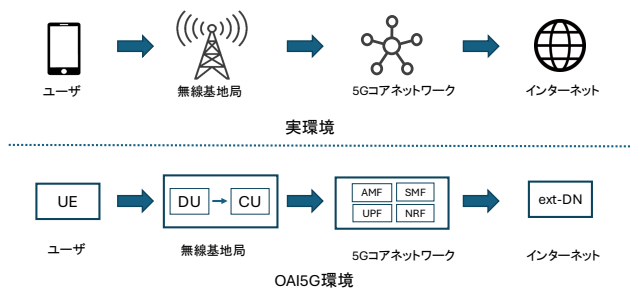 ユーザ
無線基地局
5Gコアネットワーク
インターネット
実環境
UE
DU
CU
AMF
SMF
UPF
NRF
ext-DN
ユーザ
無線基地局
5Gコアネットワーク
インターネット
OAI5G環境